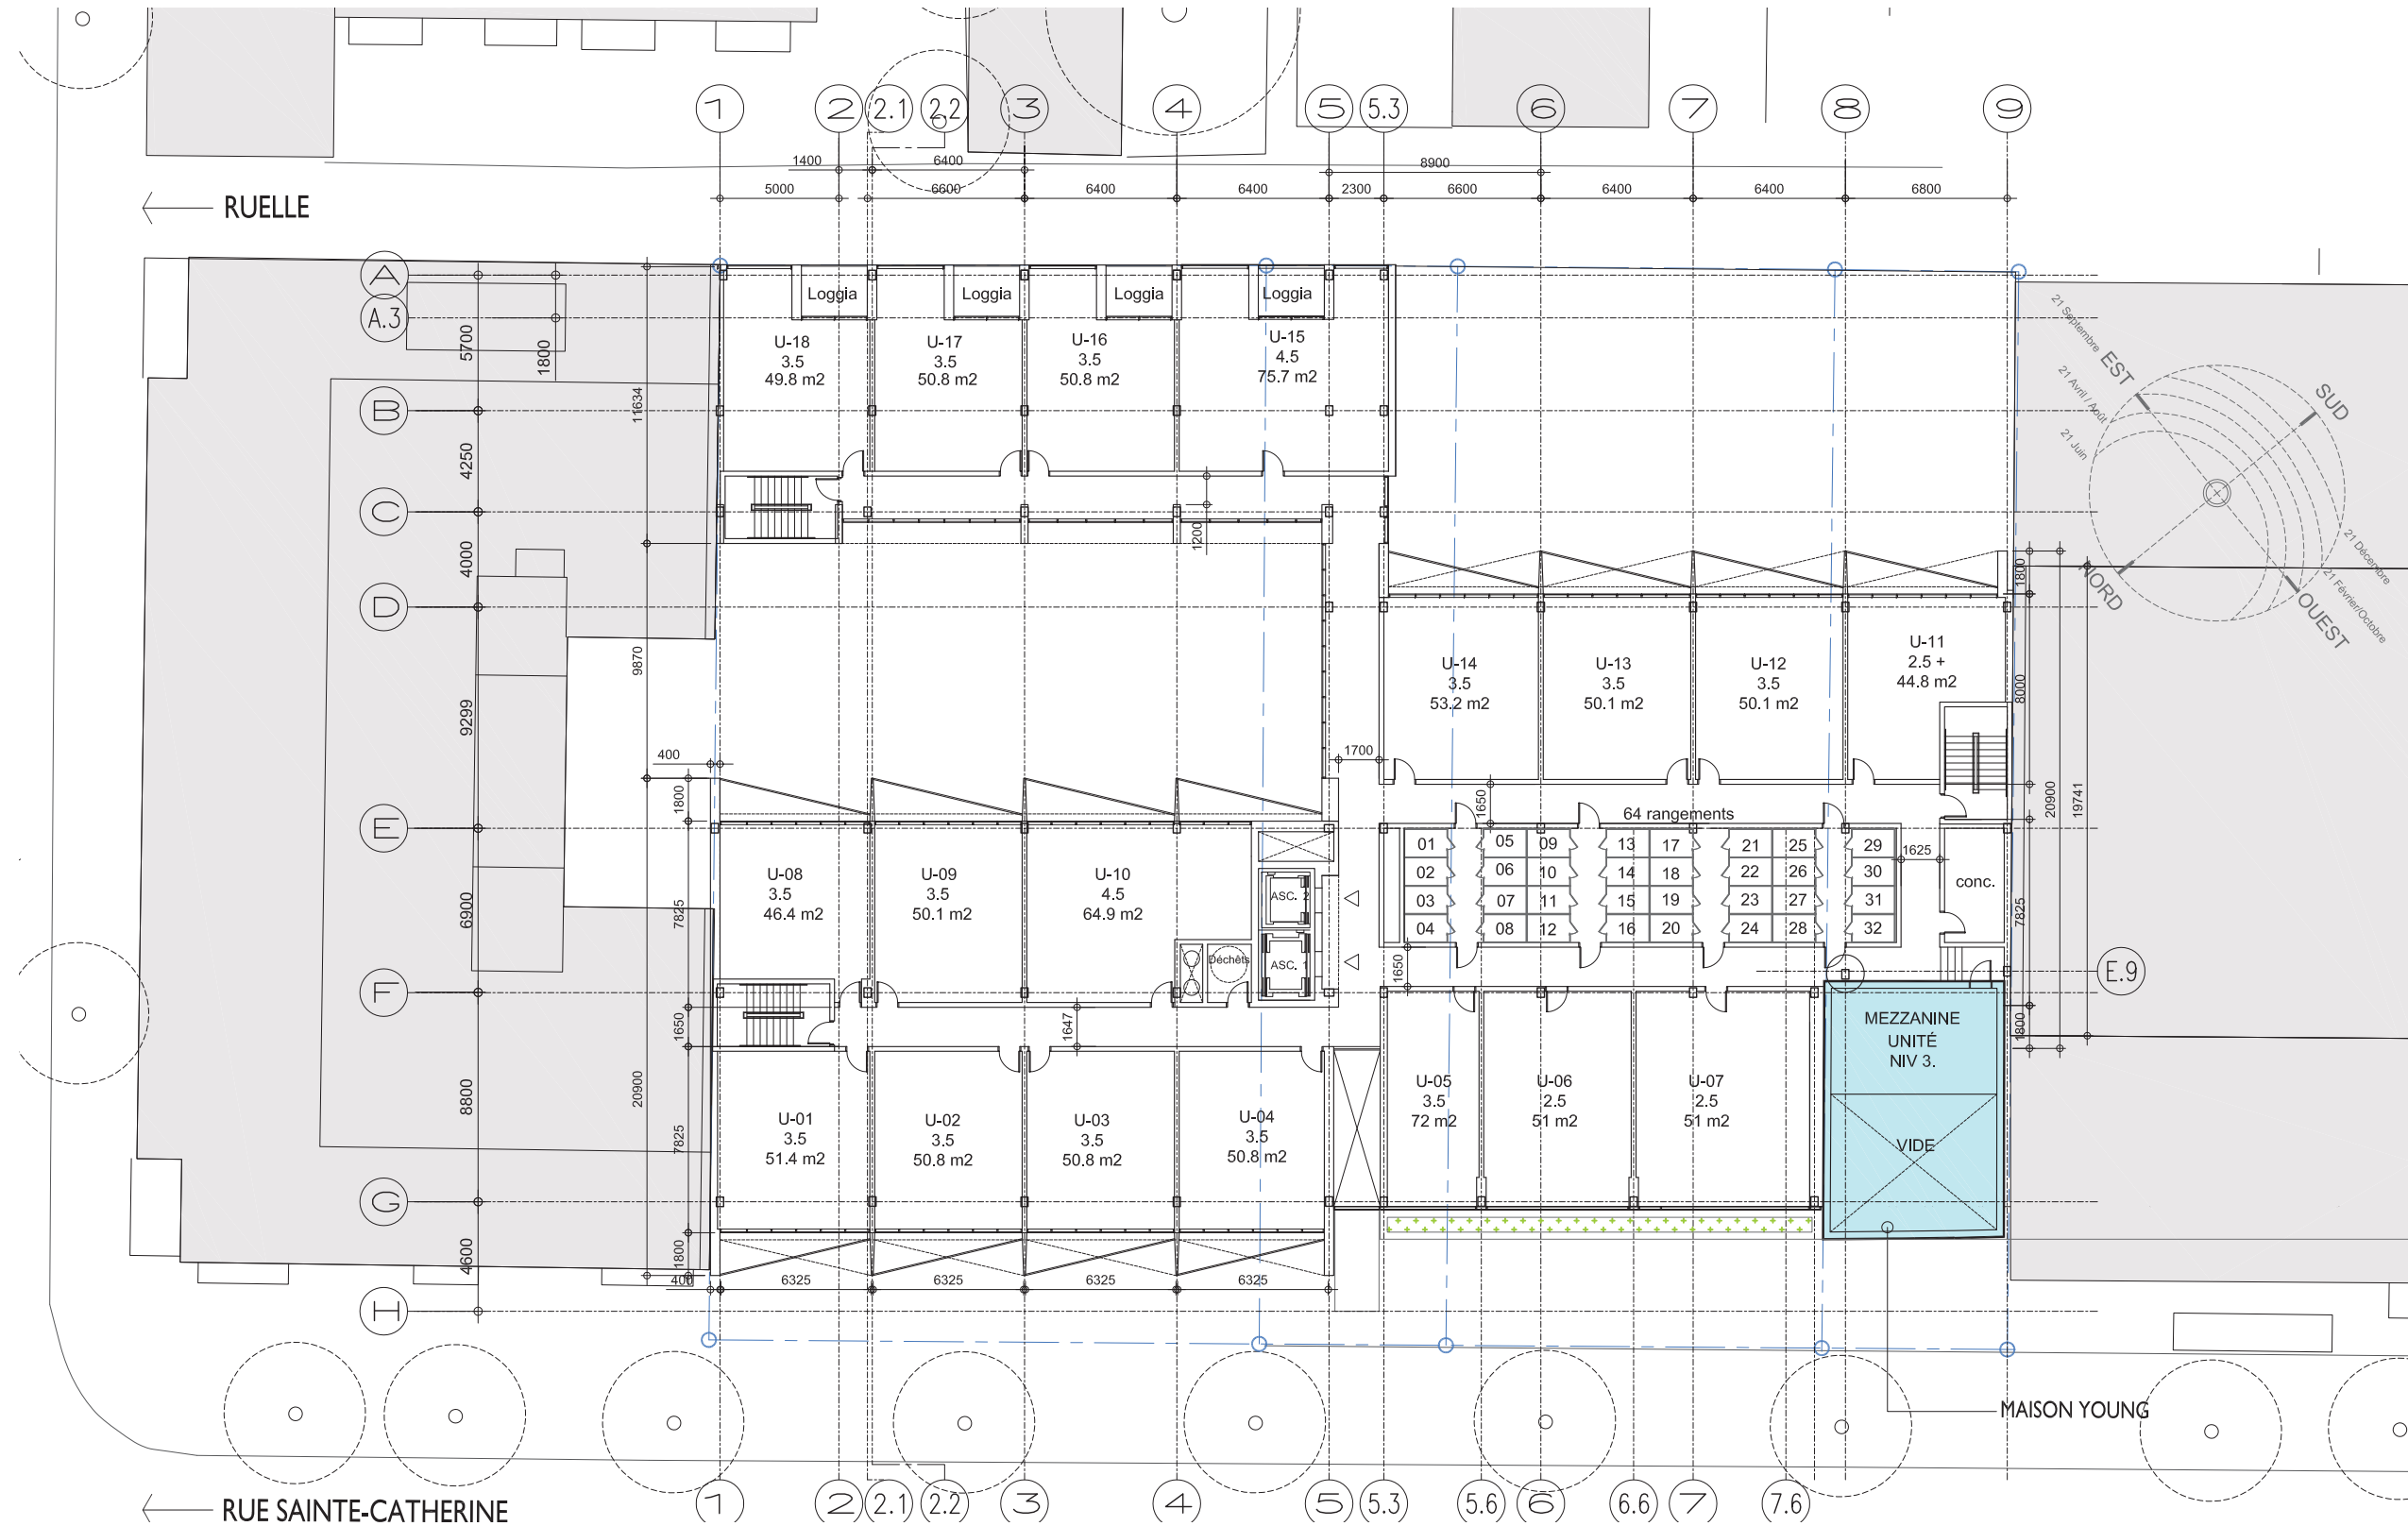 1 2 2.1 2.2 3 4 5 5.3 6 7 8 9
1400 6400 8900
5000 6600 6400 6400 2300 6600 6400 6400 6800
RUELLE
A
A.3
B
C
D
E
F
G
H
5700
1800
4250
4000
9299
6900
8800
4600
11634
9870
20900
400
1800
7825
1650
7825
1800
400
Loggia
Loggia
Loggia
Loggia
U-18
3.5
49.8 m2
U-17
3.5
50.8 m2
U-16
3.5
50.8 m2
U-15
4.5
75.7 m2
1200
21 Septembre
EST
21 Avril / Août
21 Juin
SUD
NORD
OUEST
21 Décembre
21 Février/Octobre
U-14
3.5
53.2 m2
U-13
3.5
50.1 m2
U-12
3.5
50.1 m2
U-11
2.5 +
44.8 m2
1800
8000
20900
19741
7825
1800
1700
1650
64 rangements
01 05 09 13 17 21 25 29
02 06 10 14 18 22 26 30
03 07 11 15 19 23 27 31
04 08 12 16 20 24 28 32
1625
conc.
1650
E.9
U-08
3.5
46.4 m2
U-09
3.5
50.1 m2
U-10
4.5
64.9 m2
ASC. 2
ASC. 1
Déchêts
1647
U-01
3.5
51.4 m2
U-02
3.5
50.8 m2
U-03
3.5
50.8 m2
U-04
3.5
50.8 m2
U-05
3.5
72 m2
U-06
2.5
51 m2
U-07
2.5
51 m2
MEZZANINE
UNITÉ
NIV 3.
VIDE
6325 6325 6325 6325
MAISON YOUNG
RUE SAINTE-CATHERINE
1 2 2.1 2.2 3 4 5 5.3 5.6 6 6.6 7 7.6